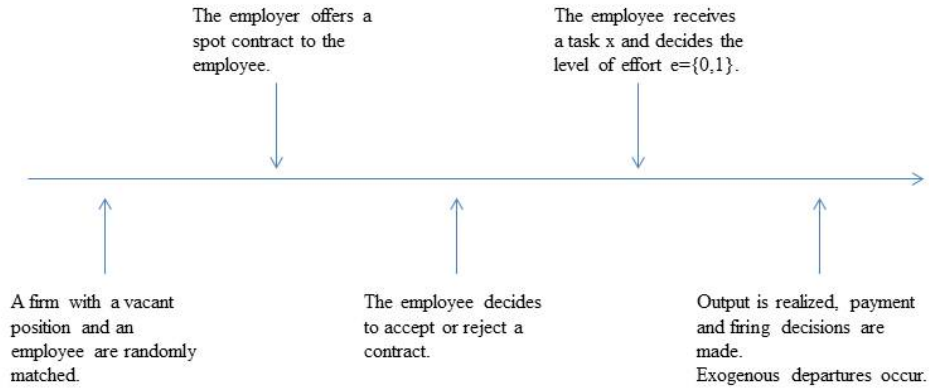 The employer offers a
spot contract to the
employee.
The employee receives
a task x and decides the
level of effort e={0,1}.
A firm with a vacant
position and an
employee are randomly
matched.
The employee decides
to accept or reject a
contract.
Output is realized, payment
and firing decisions are
made.
Exogenous departures occur.